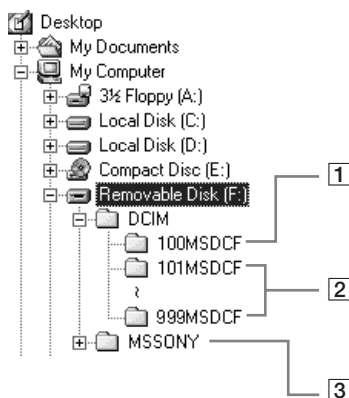 Desktop
My Documents
My Computer
3½ Floppy (A:)
Local Disk (C:)
Local Disk (D:)
Compact Disc (E:)
Removable Disk (F:)
DCIM
100MSDCF
1
101MSDCF
2
999MSDCF
MSSONY
3